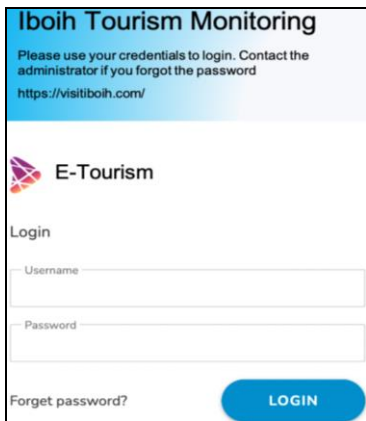 Iboih Tourism Monitoring
Please use your credentials to login. Contact the
administrator if you forgot the password
https://visitiboih.com/
E-Tourism
Login
Username
Password
Forget password?
LOGIN